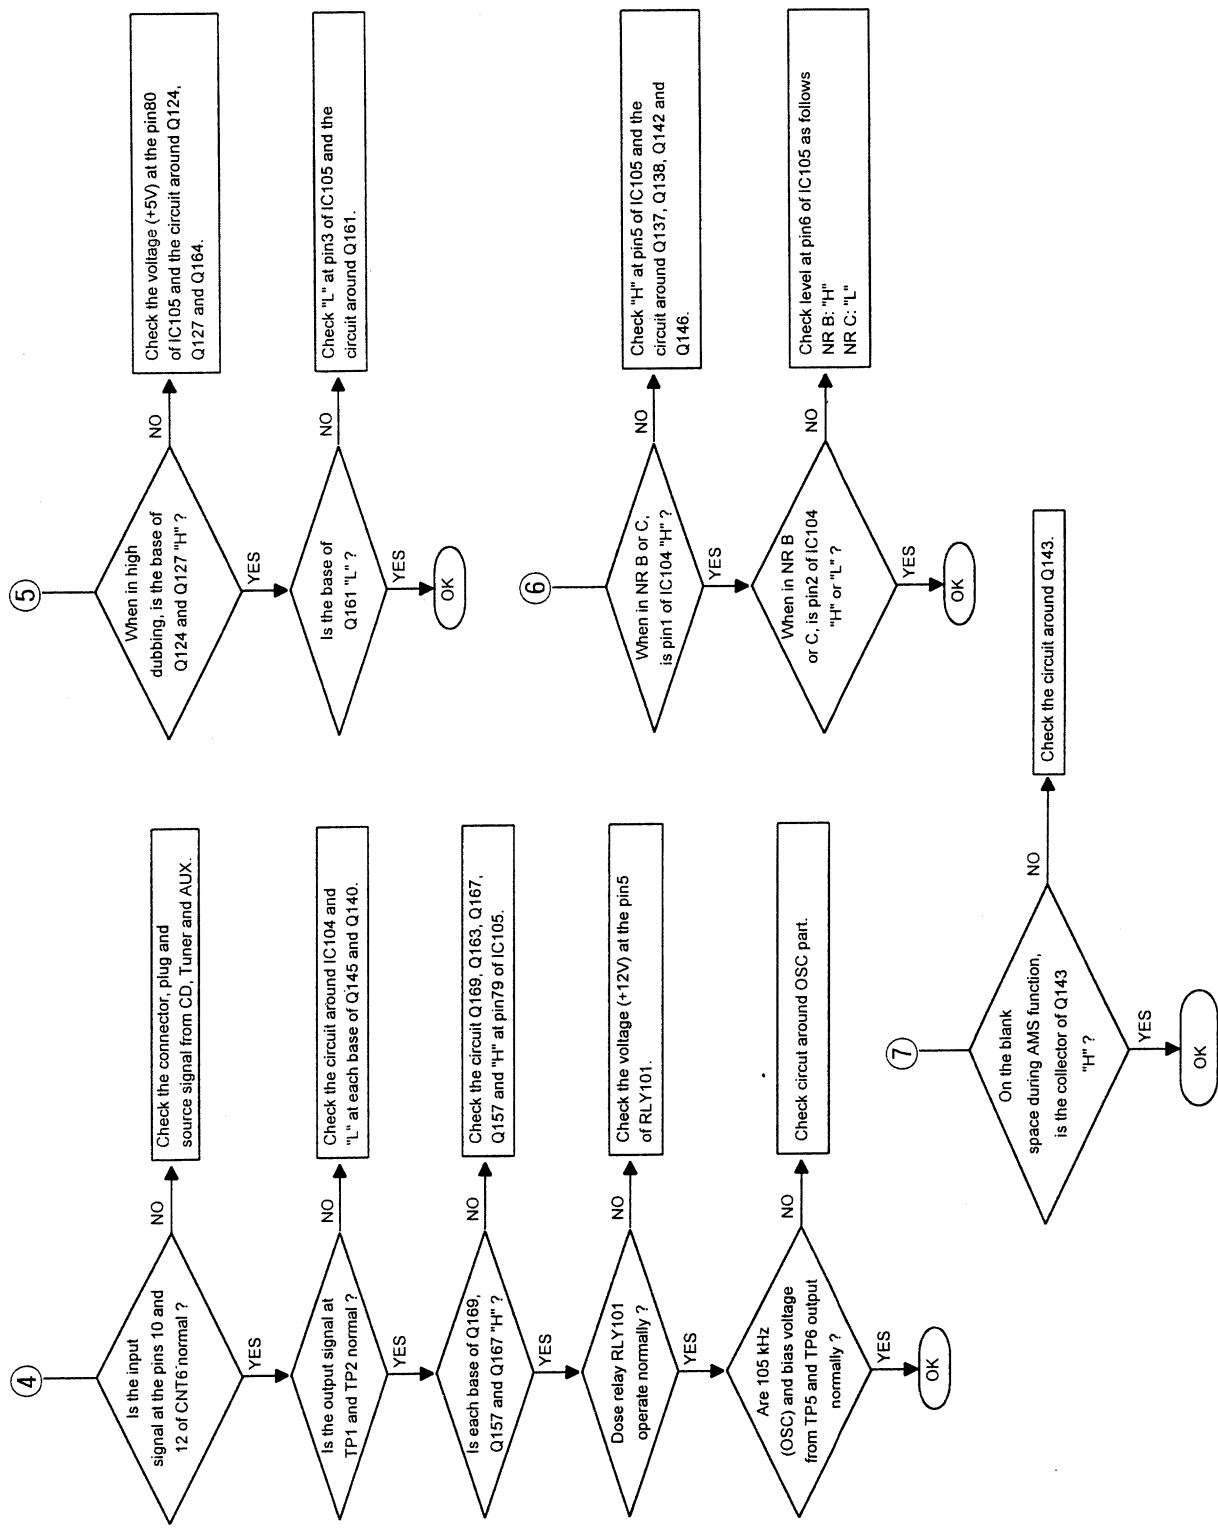 4
Is the input
signal at the pins 10 and
12 of CNT6 normal ?
NO
Check the connector, plug and
source signal from CD, Tuner and AUX.
YES
Is the output signal at
TP1 and TP2 normal ?
NO
Check the circuit around IC104 and
"L" at each base of Q145 and Q140.
YES
Is each base of Q169,
Q157 and Q167 "H" ?
NO
Check the circuit Q169, Q163, Q167,
Q157 and "H" at pin79 of IC105.
YES
Dose relay RLY101
operate normally ?
NO
Check the voltage (+12V) at the pin5
of RLY101.
YES
Are 105 kHz
(OSC) and bias voltage
from TP5 and TP6 output
normally ?
NO
Check circut around OSC part.
YES
OK
5
When in high
dubbing, is the base of
Q124 and Q127 "H" ?
NO
Check the voltage (+5V) at the pin80
of IC105 and the circuit around Q124,
Q127 and Q164.
YES
Is the base of
Q161 "L" ?
NO
Check "L" at pin3 of IC105 and the
circuit around Q161.
YES
OK
6
When in NR B or C,
is pin1 of IC104 "H" ?
NO
Check "H" at pin5 of IC105 and the
circuit around Q137, Q138, Q142 and
Q146.
YES
When in NR B
or C, is pin2 of IC104
"H" or "L" ?
NO
Check level at pin6 of IC105 as follows
NR B: "H"
NR C: "L"
YES
OK
7
On the blank
space during AMS function,
is the collector of Q143
"H" ?
NO
Check the circuit around Q143.
YES
OK